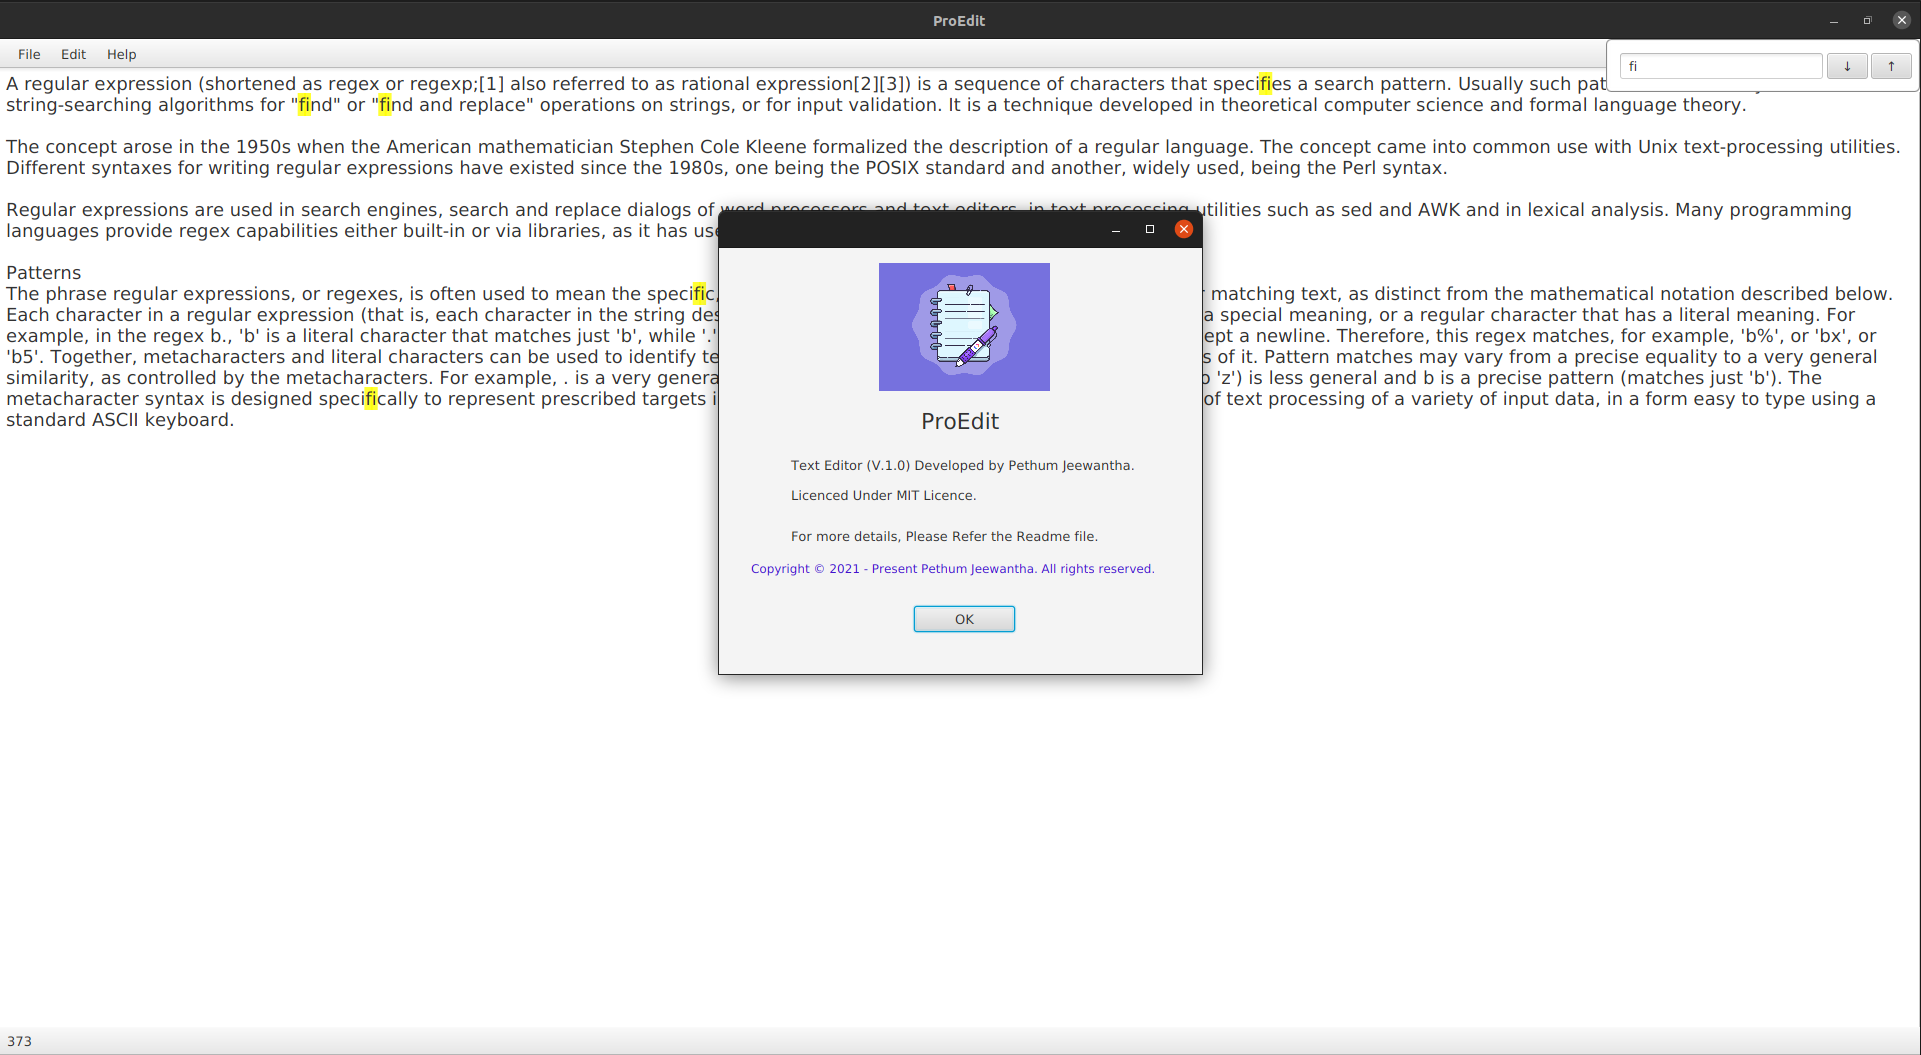 ProEdit
File Edit Help
fi ↓ ↑
A regular expression (shortened as regex or regexp;[1] also referred to as rational expression[2][3]) is a sequence of characters that specifies a search pattern. Usually such
string-searching algorithms for "find" or "find and replace" operations on strings, or for input validation. It is a technique developed in theoretical computer science and formal language theory.
The concept arose in the 1950s when the American mathematician Stephen Cole Kleene formalized the description of a regular language. The concept came into common use with Unix text-processing utilities.
Different syntaxes for writing regular expressions have existed since the 1980s, one being the POSIX standard and another, widely used, being the Perl syntax.
Regular expressions are used in search engines, search and replace dialogs of word processors and text editors, in text processing utilities such as sed and AWK and in lexical analysis. Many programming
languages provide regex capabilities either built-in or via libraries, as it has
Patterns
The phrase regular expressions, or regexes, is often used to mean the specific, matching text, as distinct from the mathematical notation described below.
Each character in a regular expression (that is, each character in the string a special meaning, or a regular character that has a literal meaning. For
example, in the regex b., 'b' is a literal character that matches just 'b', while '.' a newline. Therefore, this regex matches, for example, 'b%', or 'bx', or
'b5'. Together, metacharacters and literal characters can be used to identify of it. Pattern matches may vary from a precise equality to a very general
similarity, as controlled by the metacharacters. For example, . is a very 'z') is less general and b is a precise pattern (matches just 'b'). The
metacharacter syntax is designed specifically to represent prescribed targets of text processing of a variety of input data, in a form easy to type using a
standard ASCII keyboard.
ProEdit
Text Editor (V.1.0) Developed by Pethum Jeewantha.
Licenced Under MIT Licence.
For more details, Please Refer the Readme file.
Copyright © 2021 - Present Pethum Jeewantha. All rights reserved.
OK
373